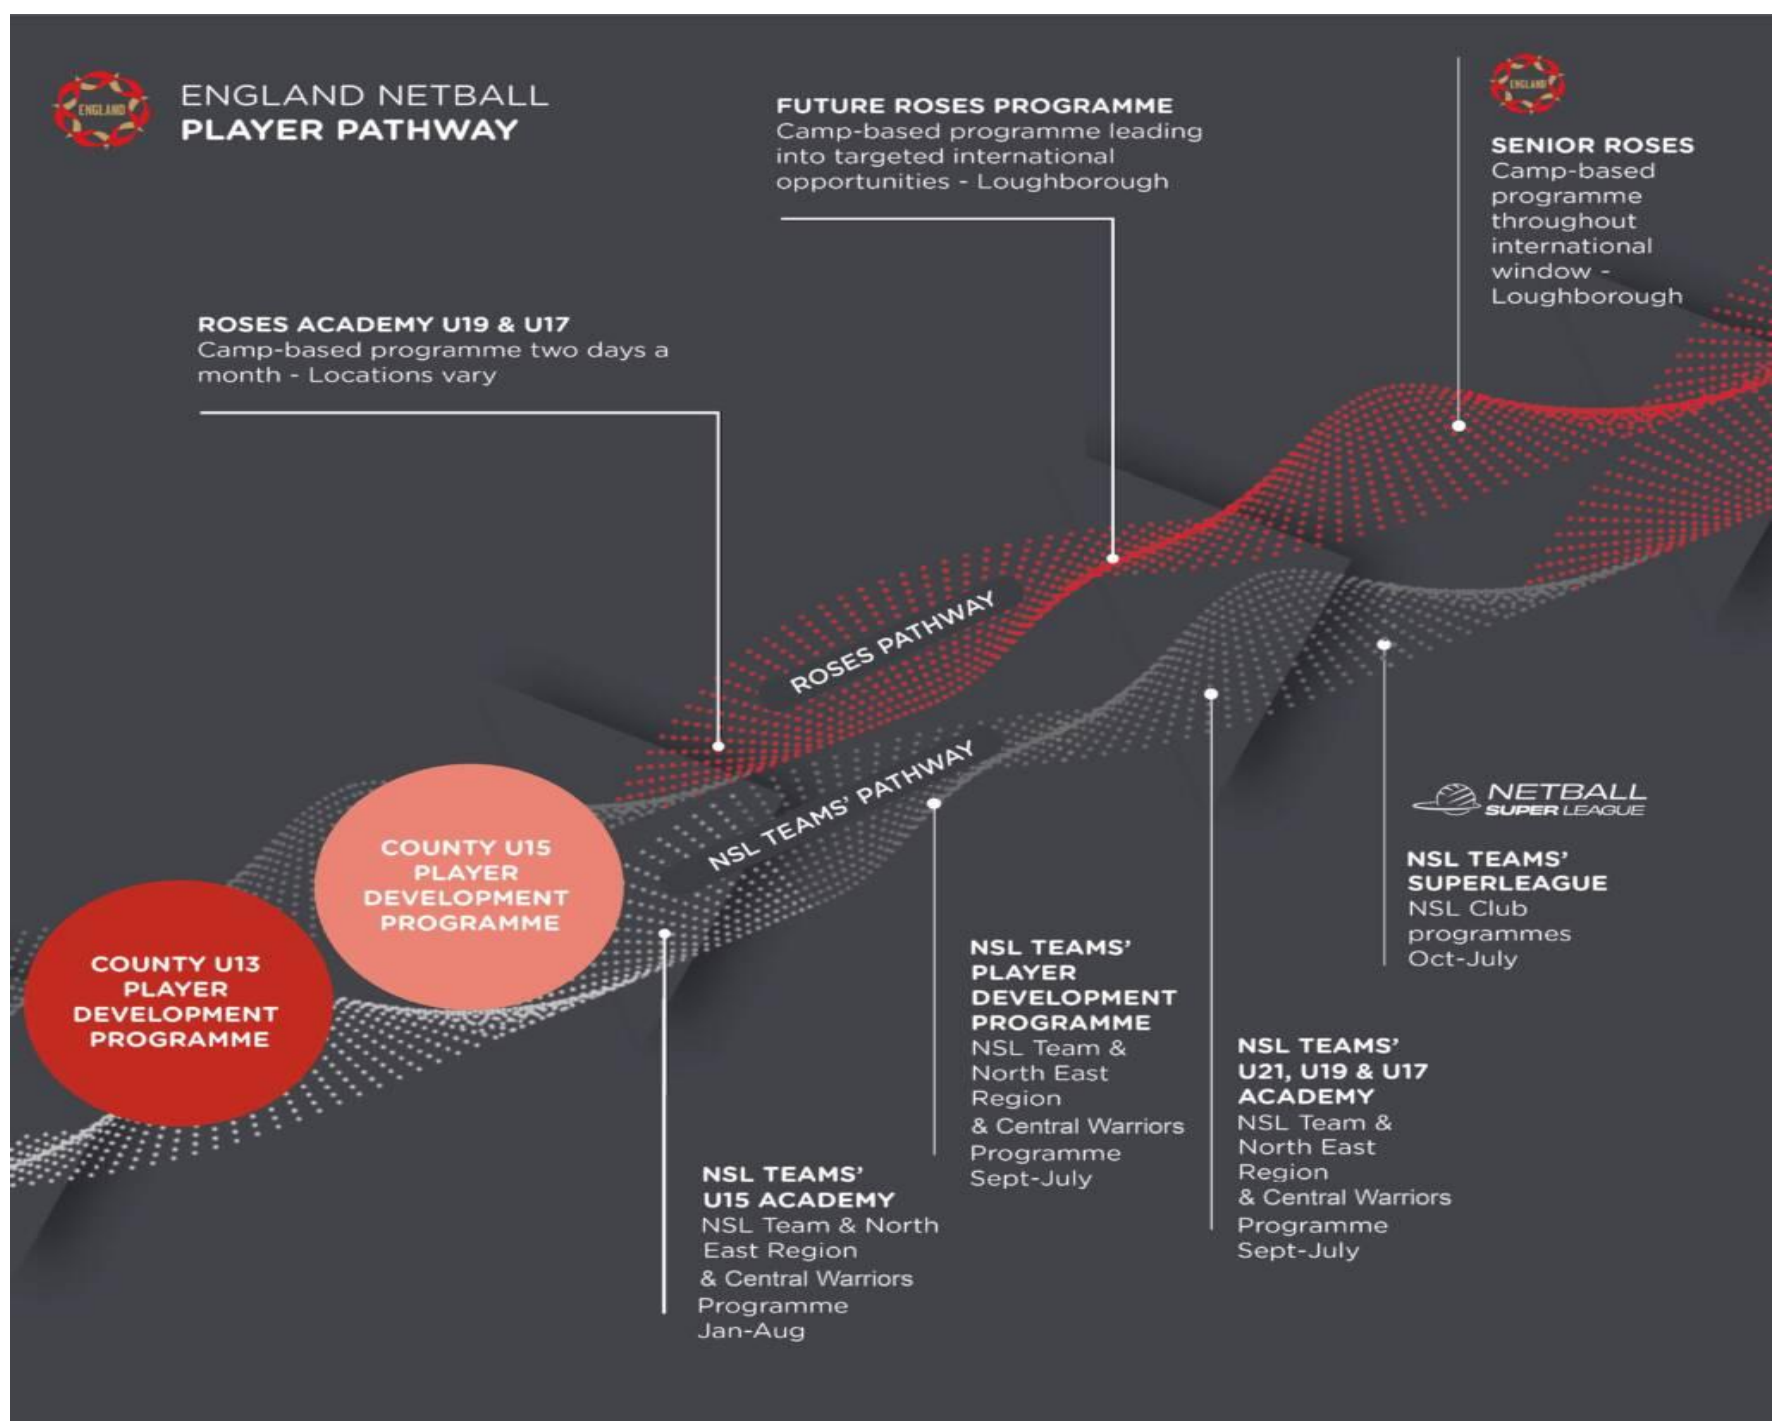 ENGLAND
ENGLAND NETBALL
PLAYER PATHWAY
FUTURE ROSES PROGRAMME
Camp-based programme leading
into targeted international
opportunities - Loughborough
ENGLAND
SENIOR ROSES
Camp-based
programme
throughout
international
window -
Loughborough
ROSES ACADEMY U19 & U17
Camp-based programme two days a
month - Locations vary
ROSES PATHWAY
NSL TEAMS' PATHWAY
COUNTY U15
PLAYER
DEVELOPMENT
PROGRAMME
COUNTY U13
PLAYER
DEVELOPMENT
PROGRAMME
NSL TEAMS'
U15 ACADEMY
NSL Team & North
East Region
& Central Warriors
Programme
Jan-Aug
NSL TEAMS'
PLAYER
DEVELOPMENT
PROGRAMME
NSL Team &
North East
Region
& Central Warriors
Programme
Sept-July
NSL TEAMS'
U21, U19 & U17
ACADEMY
NSL Team &
North East
Region
& Central Warriors
Programme
Sept-July
NETBALL
SUPER LEAGUE
NSL TEAMS'
SUPERLEAGUE
NSL Club
programmes
Oct-July